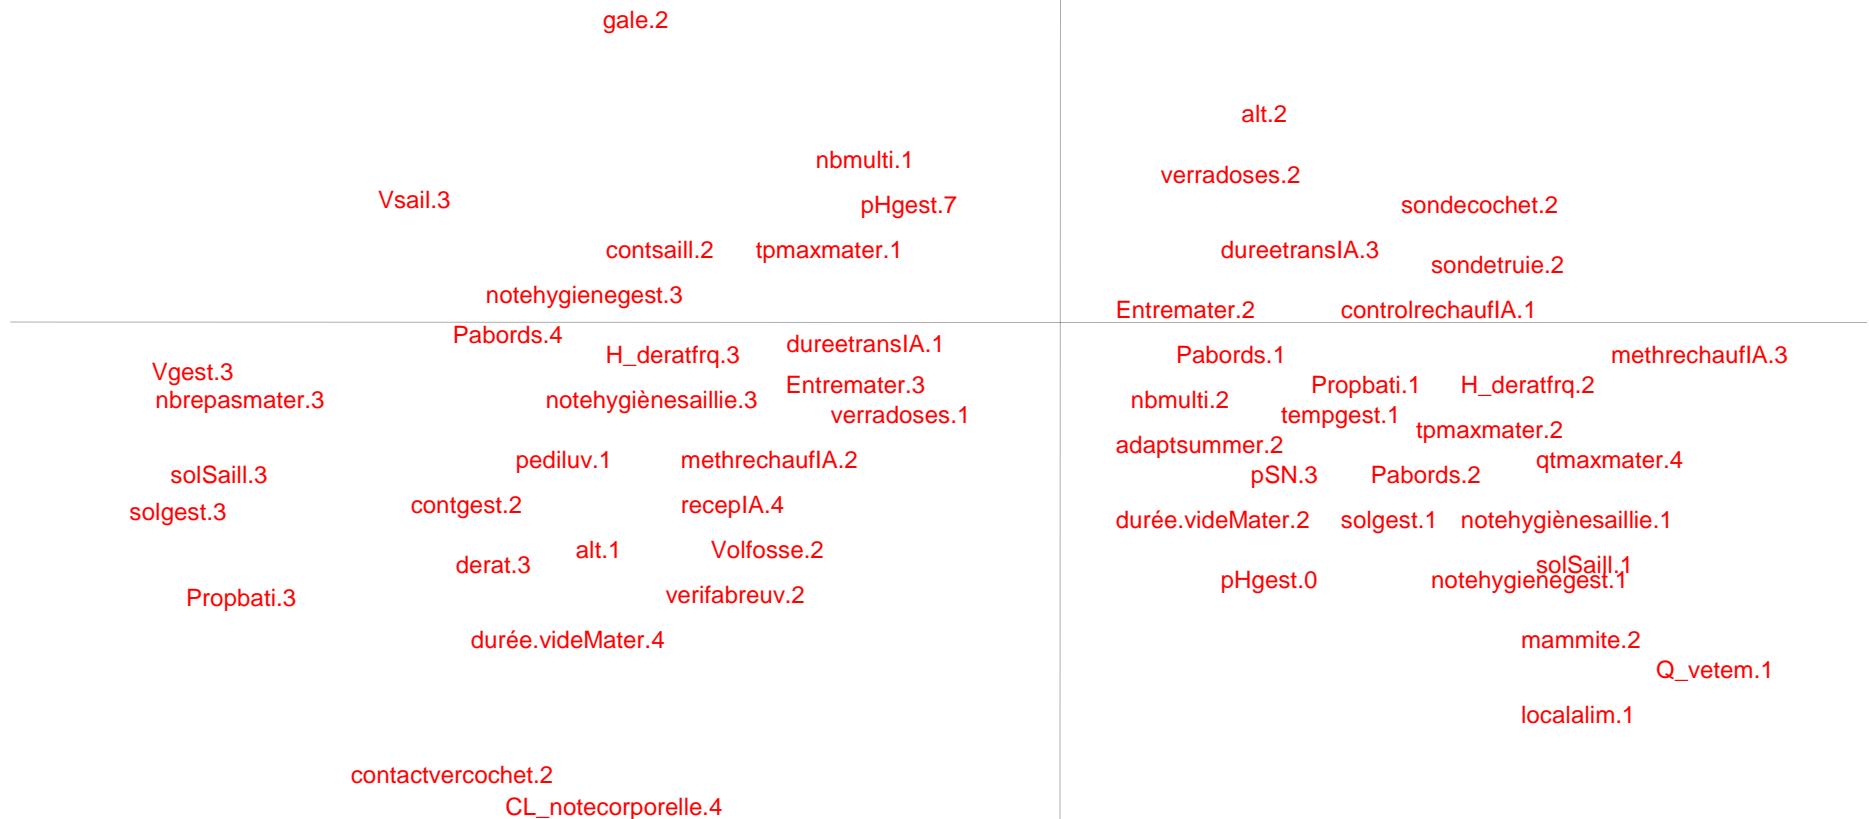 gale.2
alt.2
nbmulti.1
verradoses.2
Vsail.3
pHgest.7
sondecochet.2
contsaill.2
tpmaxmater.1
dureetransIA.3
sondetruie.2
notehygienegest.3
Entremater.2
controlrechaufIA.1
Pabords.4
dureetransIA.1
H_deratfrq.3
Pabords.1
methrechaufIA.3
Vgest.3
Entremater.3
Propbati.1
H_deratfrq.2
nbrepasmater.3
notehygiènesaillie.3
nbmulti.2
verradoses.1
tempgest.1
tpmaxmater.2
adaptsummer.2
pediluv.1
methrechaufIA.2
qtmaxmater.4
solSaill.3
pSN.3
Pabords.2
contgest.2
recepIA.4
solgest.3
durée.videMater.2
solgest.1
notehygiènesaillie.1
alt.1
Volfosse.2
derat.3
solSaill.1
pHgest.0
notehygienegest.1
Propbati.3
verifabreuv.2
durée.videMater.4
mammite.2
Q_vetem.1
localalim.1
contactvercochet.2
CL_notecorporelle.4